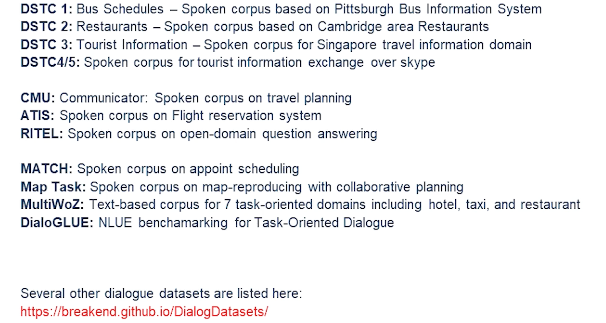 DSTC 1: Bus Schedules – Spoken corpus based on Pittsburgh Bus Information System
DSTC 2: Restaurants – Spoken corpus based on Cambridge area Restaurants
DSTC 3: Tourist Information – Spoken corpus for Singapore travel information domain
DSTC4/5: Spoken corpus for tourist information exchange over skype
CMU: Communicator: Spoken corpus on travel planning
ATIS: Spoken corpus on Flight reservation system
RITEL: Spoken corpus on open-domain question answering
MATCH: Spoken corpus on appoint scheduling
Map Task: Spoken corpus on map-reproducing with collaborative planning
MultiWoZ: Text-based corpus for 7 task-oriented domains including hotel, taxi, and restaurant
DialoGLUE: NLUE benchamarking for Task-Oriented Dialogue
Several other dialogue datasets are listed here:
https://breakend.github.io/DialogDatasets/